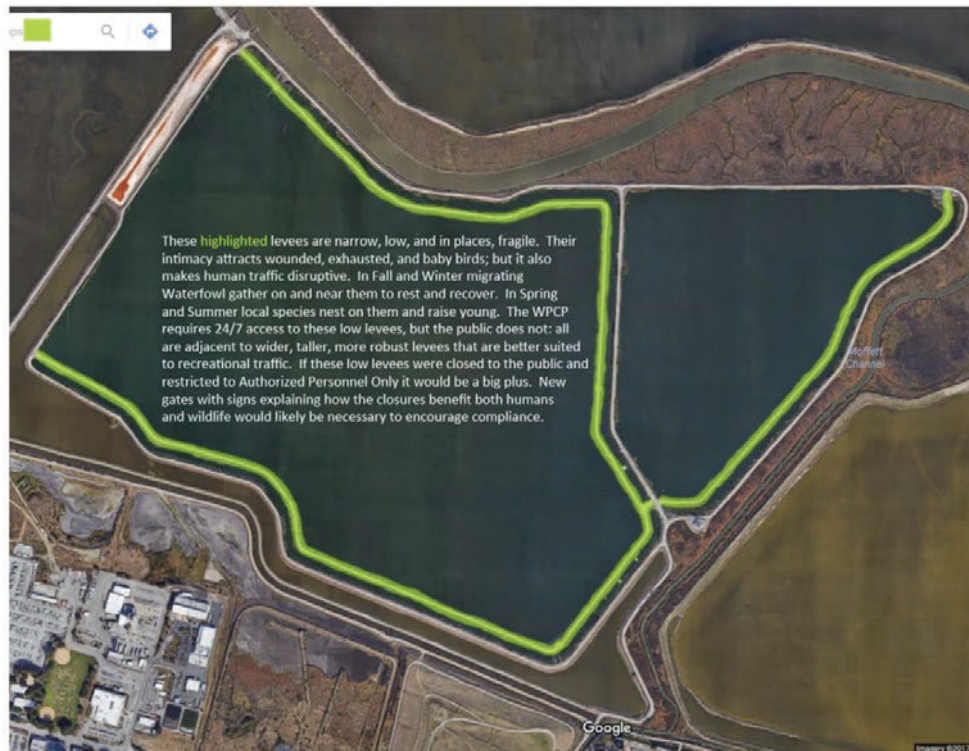 These highlighted levees are narrow, low, and in places, fragile.  Their
intimacy attracts wounded, exhausted, and baby birds; but it also
makes human traffic disruptive.  In Fall and Winter migrating
Waterfowl gather on and near them to rest and recover.  In Spring
and Summer local species nest on them and raise young.  The WPCP
requires 24/7 access to these low levees, but the public does not: all
are adjacent to wider, taller, more robust levees that are better suited
to recreational traffic.  If these low levees were closed to the public and
restricted to Authorized Personnel Only it would be a big plus.  New
gates with signs explaining how the closures benefit both humans
and wildlife would likely be necessary to encourage compliance.
Moffett
Channel
Google
Imagery